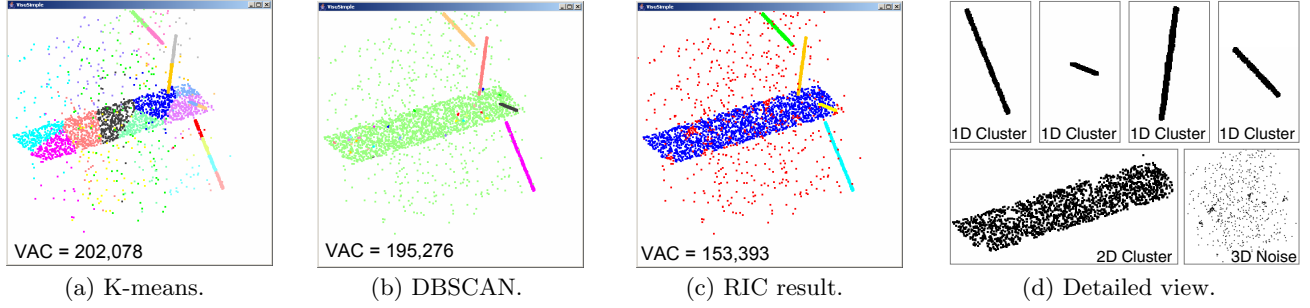 VisuSimple
VAC = 202,078
(a) K-means.
VisuSimple
VAC = 195,276
(b) DBSCAN.
VisuSimple
VAC = 153,393
(c) RIC result.
1D Cluster
1D Cluster
1D Cluster
1D Cluster
2D Cluster
3D Noise
(d) Detailed view.